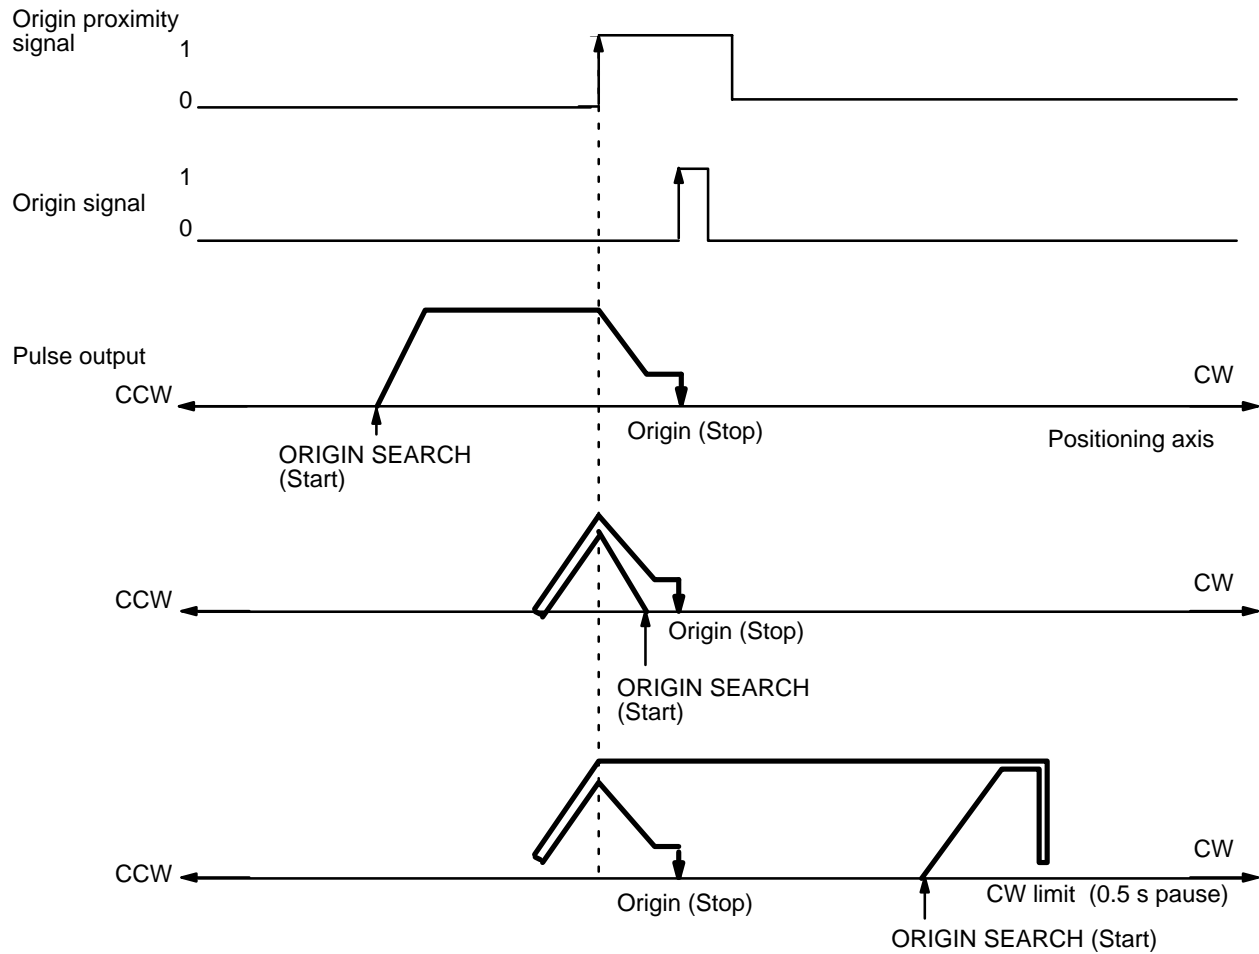 Origin proximity
signal
1
0
1
Origin signal
0
Pulse output
CCW
CW
Origin (Stop)
Positioning axis
ORIGIN SEARCH
(Start)
CCW
CW
Origin (Stop)
ORIGIN SEARCH
(Start)
CCW
CW
Origin (Stop)
CW limit (0.5 s pause)
ORIGIN SEARCH (Start)